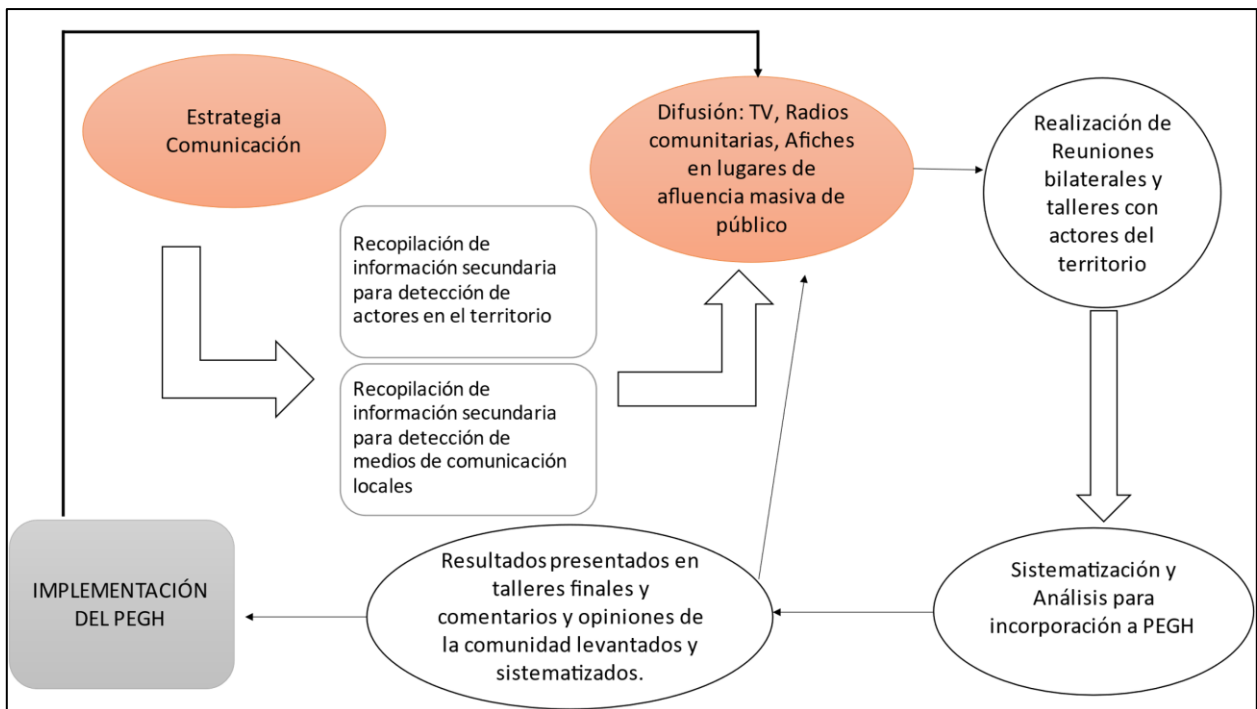 Estrategia
Comunicación
Difusión: TV, Radios
comunitarias, Afiches
en lugares de
afluencia masiva de
público
Realización de
Reuniones
bilaterales y
talleres con
actores del
territorio
Recopilación de
información secundaria
para detección de
actores en el territorio
Recopilación de
información secundaria
para detección de
medios de comunicación
locales
IMPLEMENTACIÓN
DEL PEGH
Resultados presentados en
talleres finales y
comentarios y opiniones de
la comunidad levantados y
sistematizados.
Sistematización y
Análisis para
incorporación a PEGH